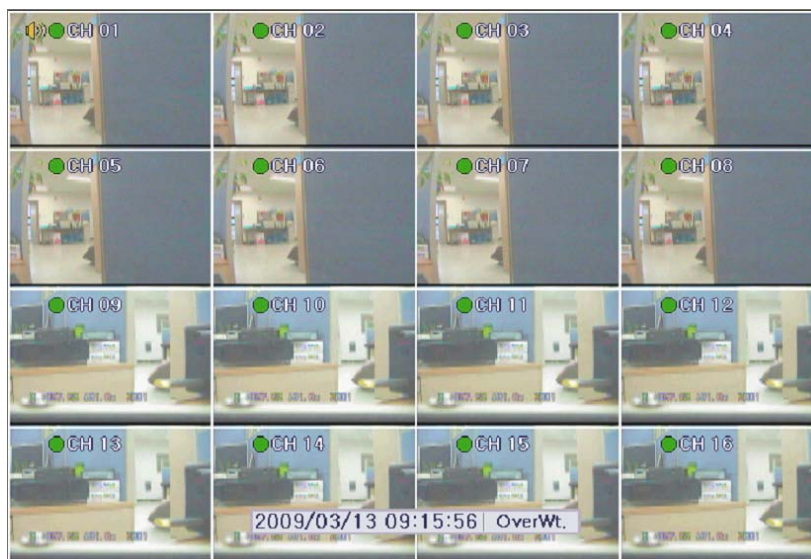 CH 01 CH 02 CH 03 CH 04
CH 05 CH 06 CH 07 CH 08
CH 09 CH 10 CH 11 CH 12
CH 13 CH 14 CH 15 CH 16
2009/03/13 09:15:56 OverWt.